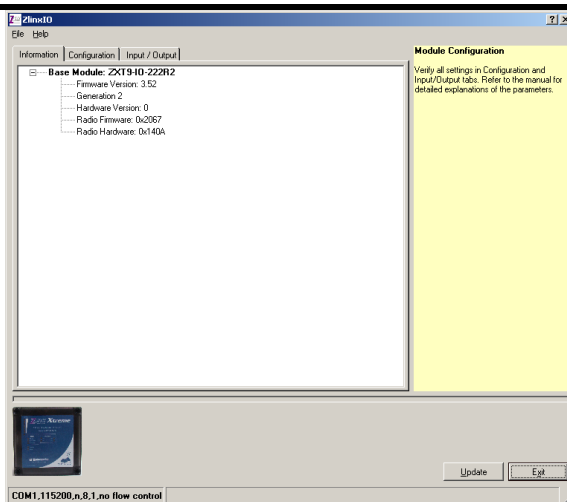 ZlinxIO
File Help
Information Configuration Input / Output
Base Module: ZXT9-IO-222R2
Firmware Version: 3.52
Generation 2
Hardware Version: 0
Radio Firmware: 0x2067
Radio Hardware: 0x140A
Module Configuration
Verify all settings in Configuration and
Input/Output tabs. Refer to the manual for
detailed explanations of the parameters.
Xtreme
Update Exit
COM1,115200,n,8,1,no flow control